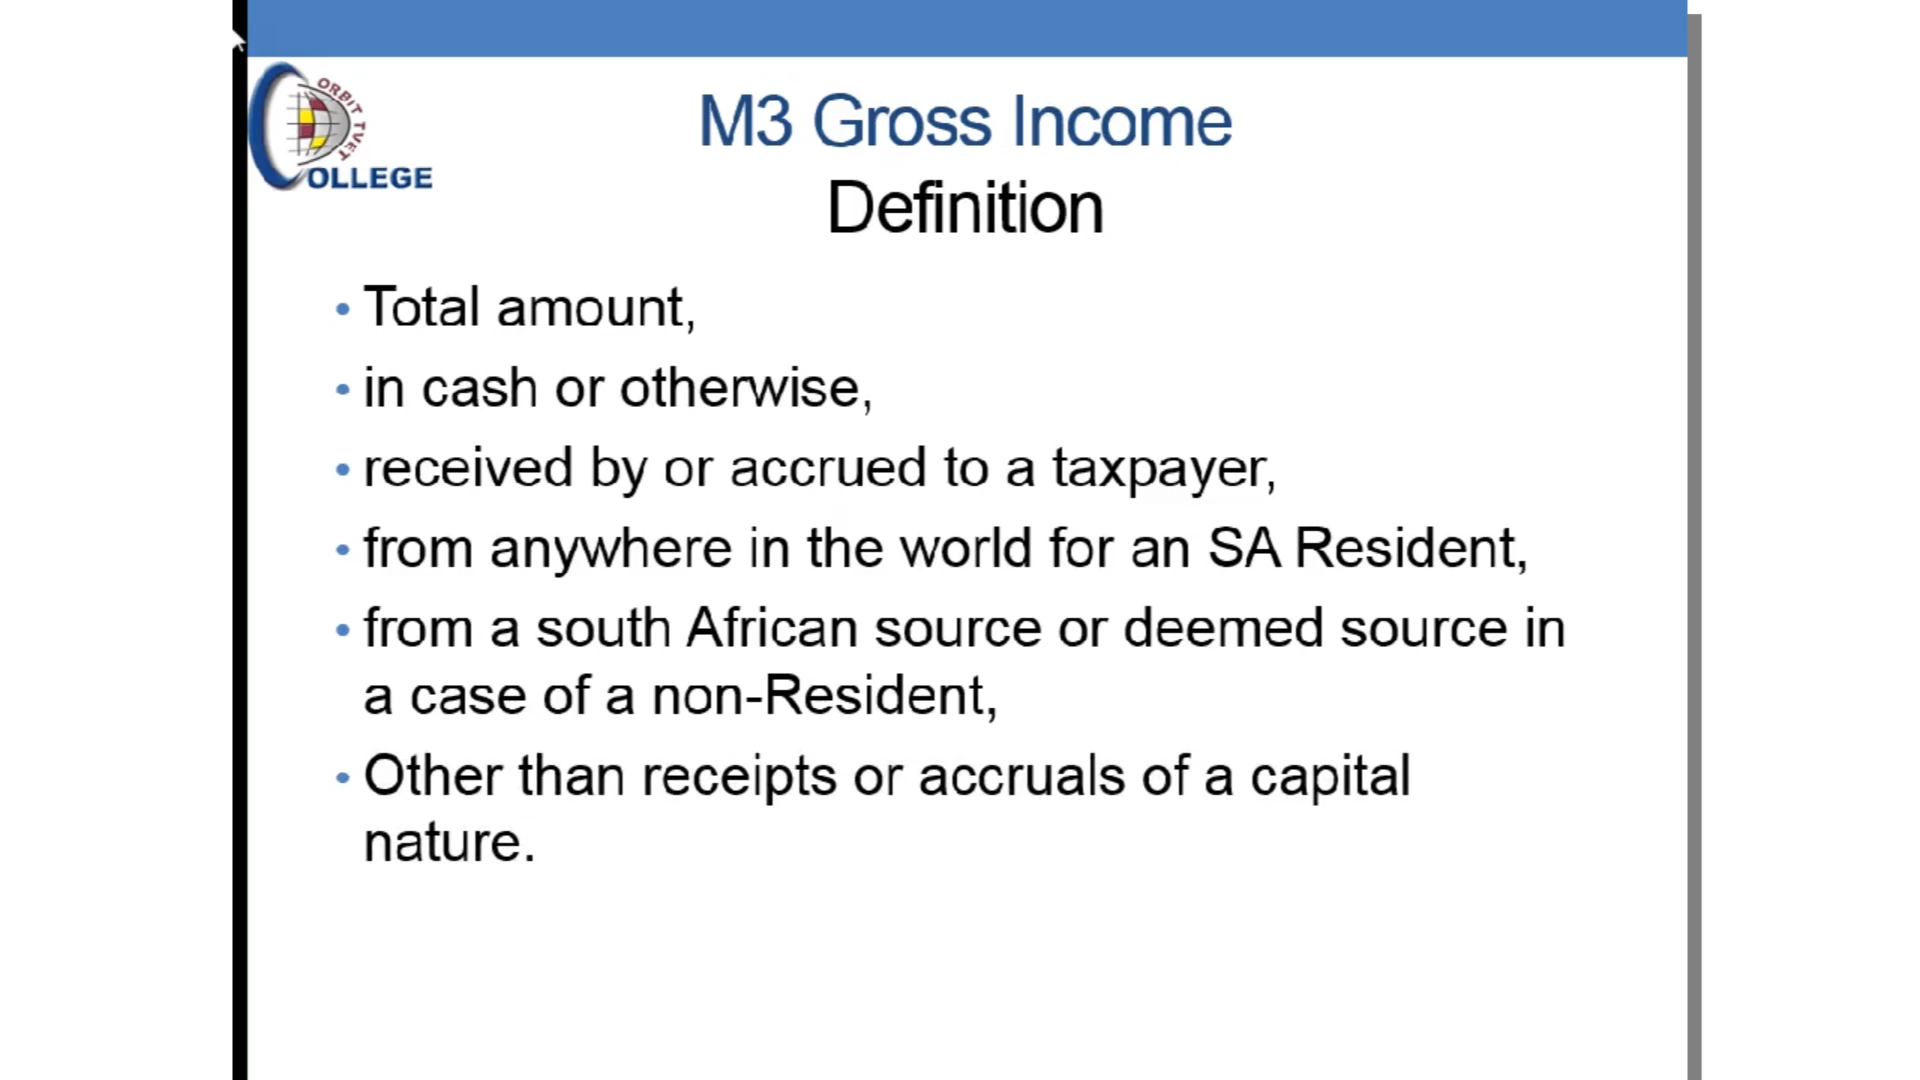 ORBIT TVET
COLLEGE
M3 Gross Income
Definition
• Total amount,
• in cash or otherwise,
• received by or accrued to a taxpayer,
• from anywhere in the world for an SA Resident,
• from a south African source or deemed source in
a case of a non-Resident,
• Other than receipts or accruals of a capital
nature.